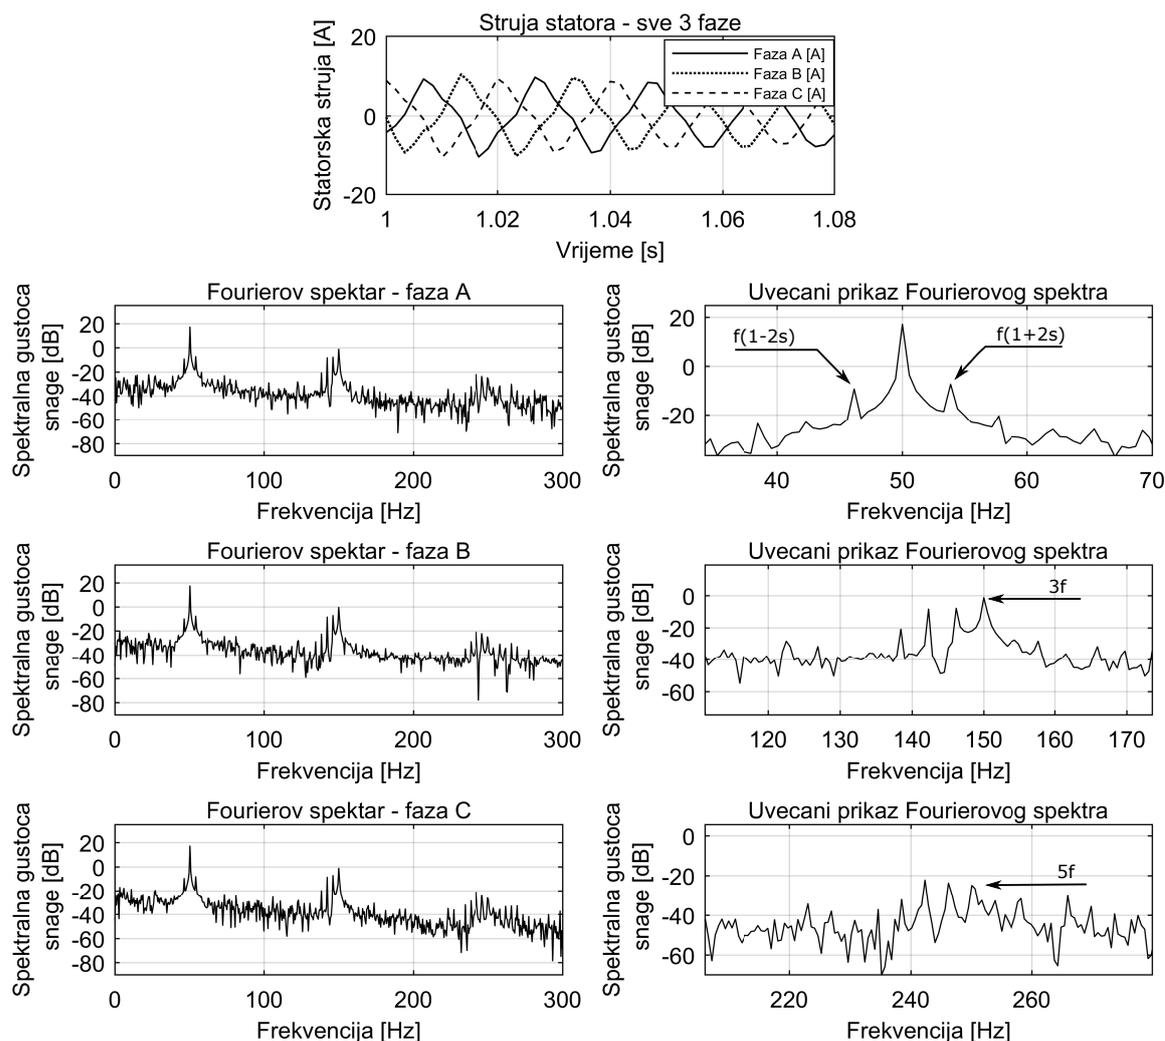 Struja statora - sve 3 faze
Statorska struja [A]
20
0
-20
Faza A [A]
Faza B [A]
Faza C [A]
1 1.02 1.04 1.06 1.08
Vrijeme [s]
Fourierov spektar - faza A
Spektralna gustoca
snage [dB]
20
0
-20
-40
-60
-80
0 100 200 300
Frekvencija [Hz]
Uvecani prikaz Fourierovog spektra
Spektralna gustoca
snage [dB]
20
0
-20
f(1-2s)
f(1+2s)
40 50 60 70
Frekvencija [Hz]
Fourierov spektar - faza B
Spektralna gustoca
snage [dB]
20
0
-20
-40
-60
-80
0 100 200 300
Frekvencija [Hz]
Uvecani prikaz Fourierovog spektra
Spektralna gustoca
snage [dB]
0
-20
-40
-60
3f
120 130 140 150 160 170
Frekvencija [Hz]
Fourierov spektar - faza C
Spektralna gustoca
snage [dB]
20
0
-20
-40
-60
-80
0 100 200 300
Frekvencija [Hz]
Uvecani prikaz Fourierovog spektra
Spektralna gustoca
snage [dB]
0
-20
-40
-60
5f
220 240 260
Frekvencija [Hz]